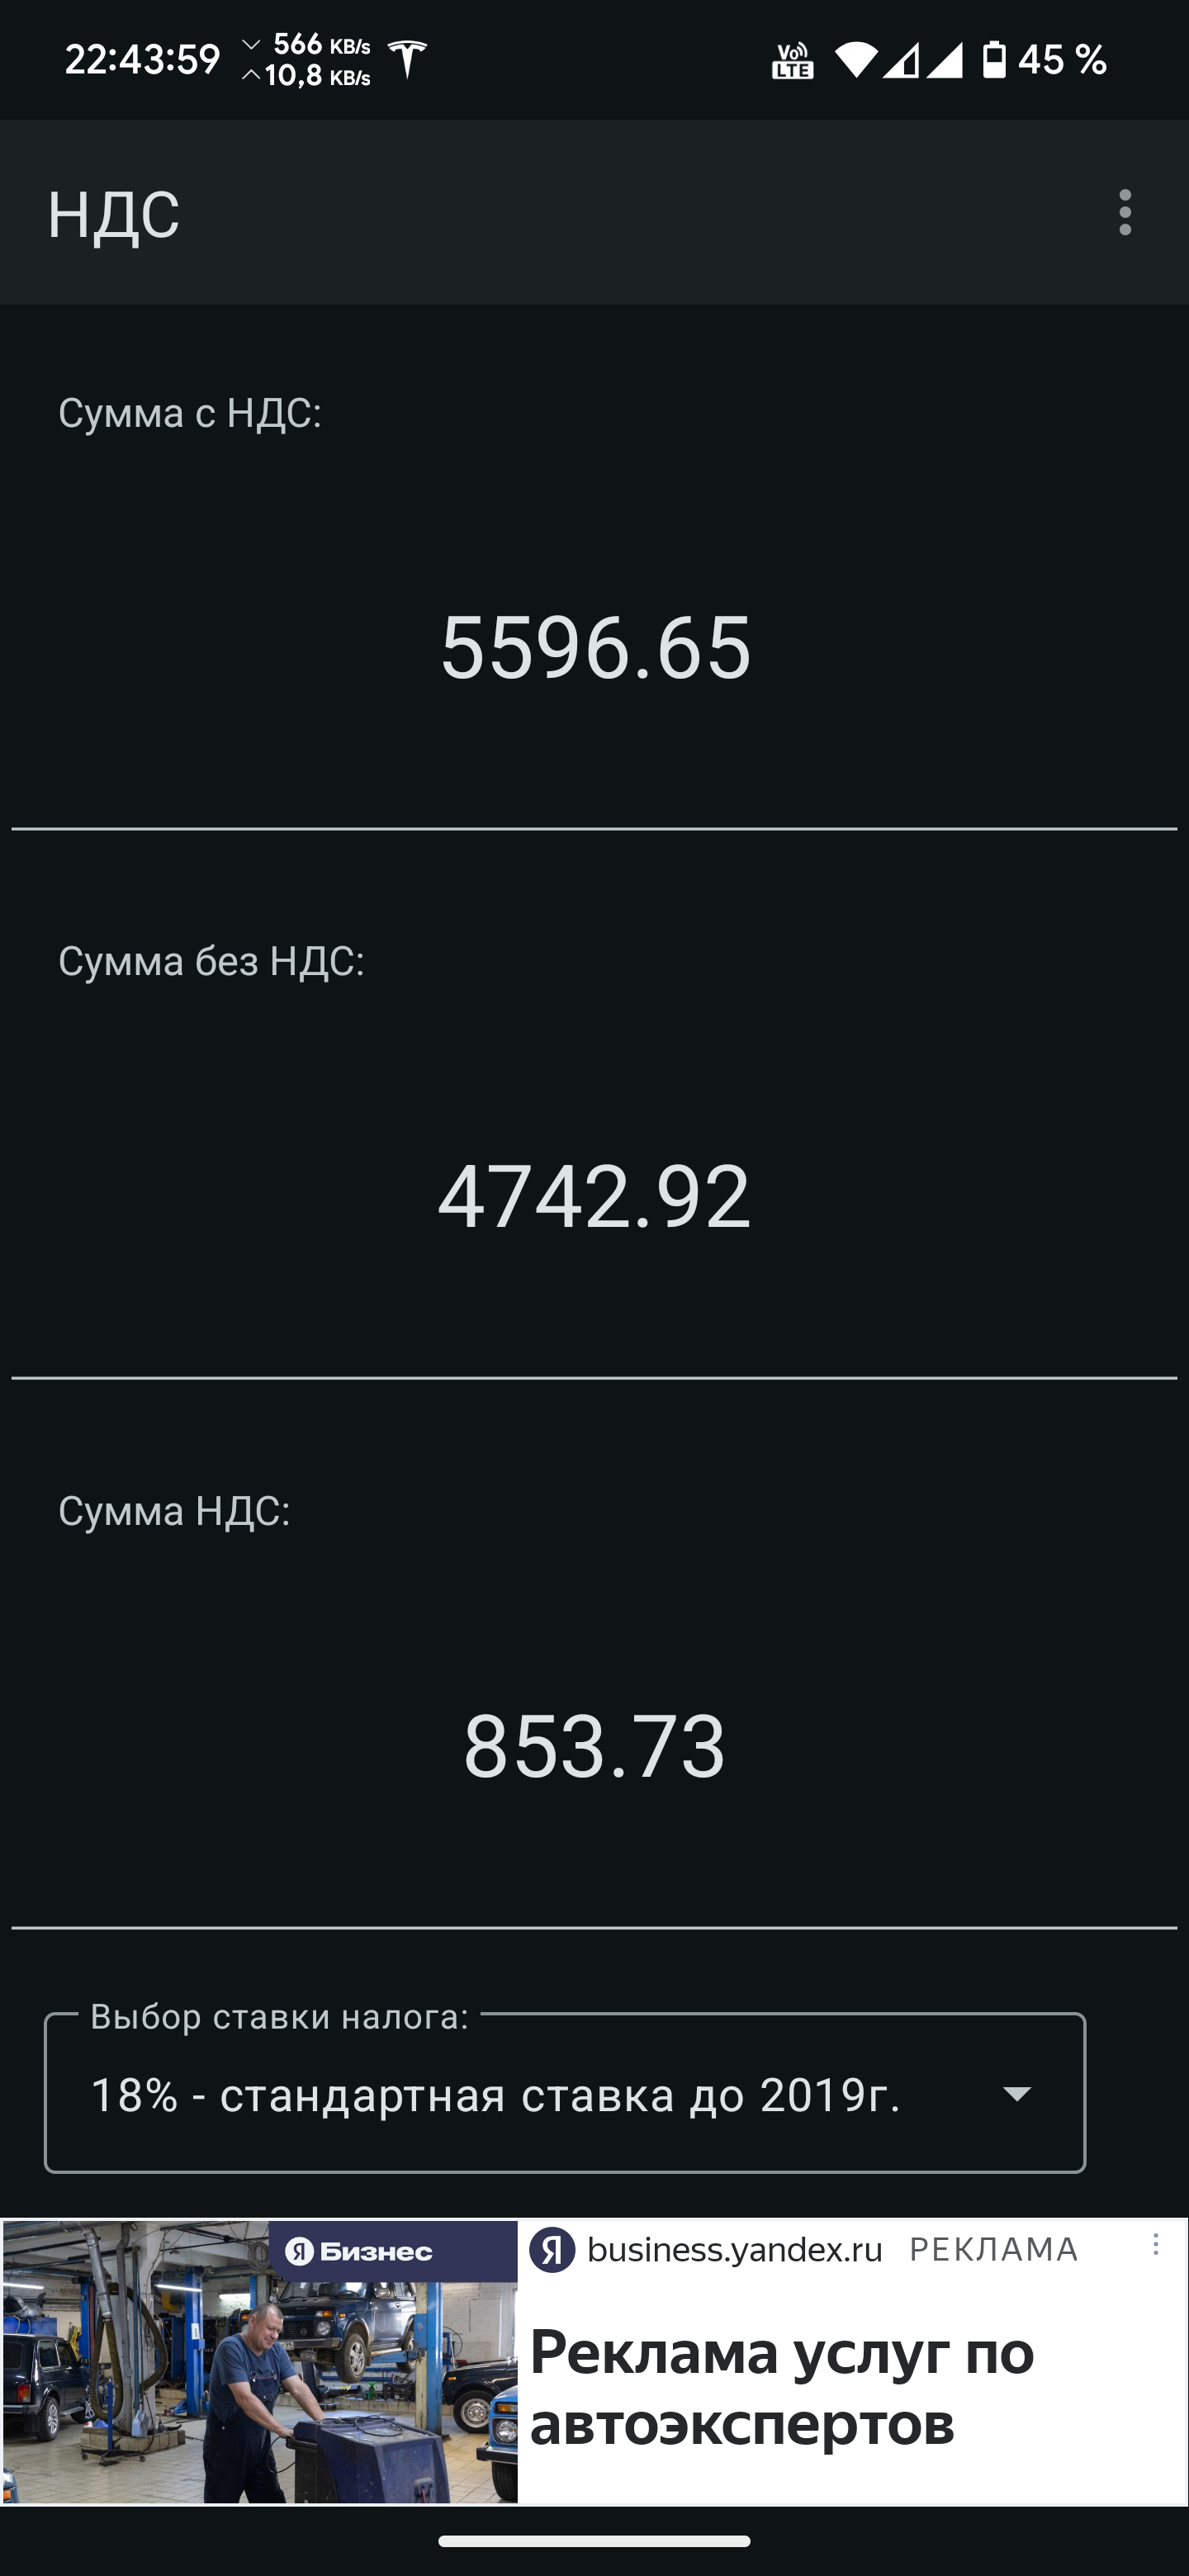 22:43:59 566 KB/s 10,8 KB/s Vo LTE 45 %
НДС
Сумма с НДС:
5596.65
Сумма без НДС:
4742.92
Сумма НДС:
853.73
Выбор ставки налога:
18% - стандартная ставка до 2019г.
Я Бизнес
Я business.yandex.ru РЕКЛАМА
Реклама услуг по
автоэкспертов